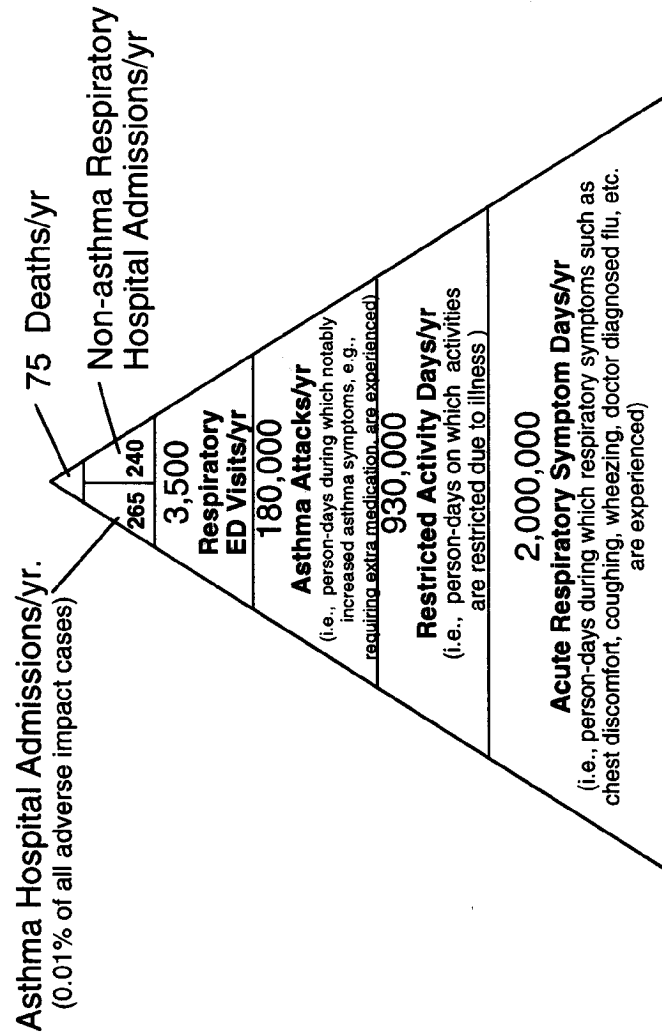 Asthma Hospital Admissions/yr.
(0.01% of all adverse impact cases)
75 Deaths/yr
Non-asthma Respiratory
Hospital Admissions/yr
265
240
3,500
Respiratory
ED Visits/yr
180,000
Asthma Attacks/yr
(i.e., person-days during which notably
increased asthma symptoms, e.g.,
requiring extra medication, are experienced)
930,000
Restricted Activity Days/yr
(i.e., person-days on which activities
are restricted due to illness )
2,000,000
Acute Respiratory Symptom Days/yr
(i.e., person-days during which respiratory symptoms such as
chest discomfort, coughing, wheezing, doctor diagnosed flu, etc.
are experienced)